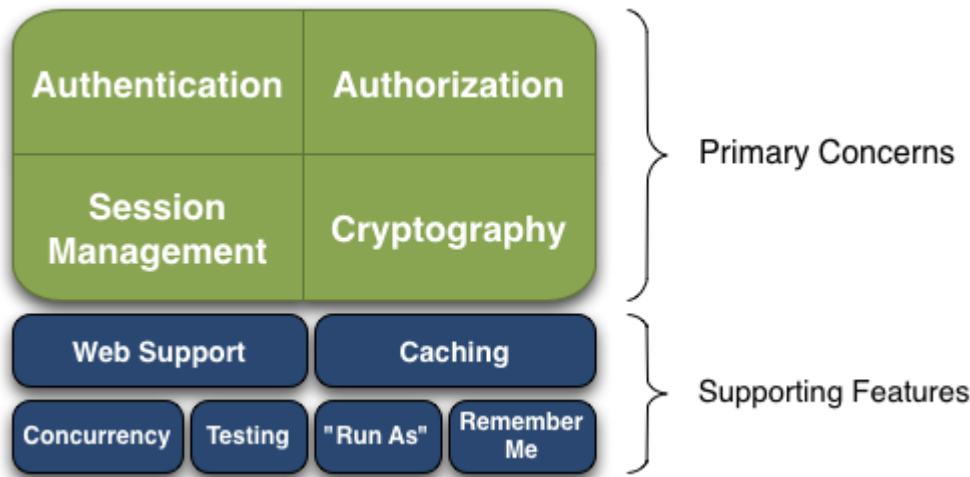 Authentication
Authorization
Session
Management
Cryptography
Primary Concerns
Web Support
Caching
Concurrency
Testing
"Run As"
Remember
Me
Supporting Features